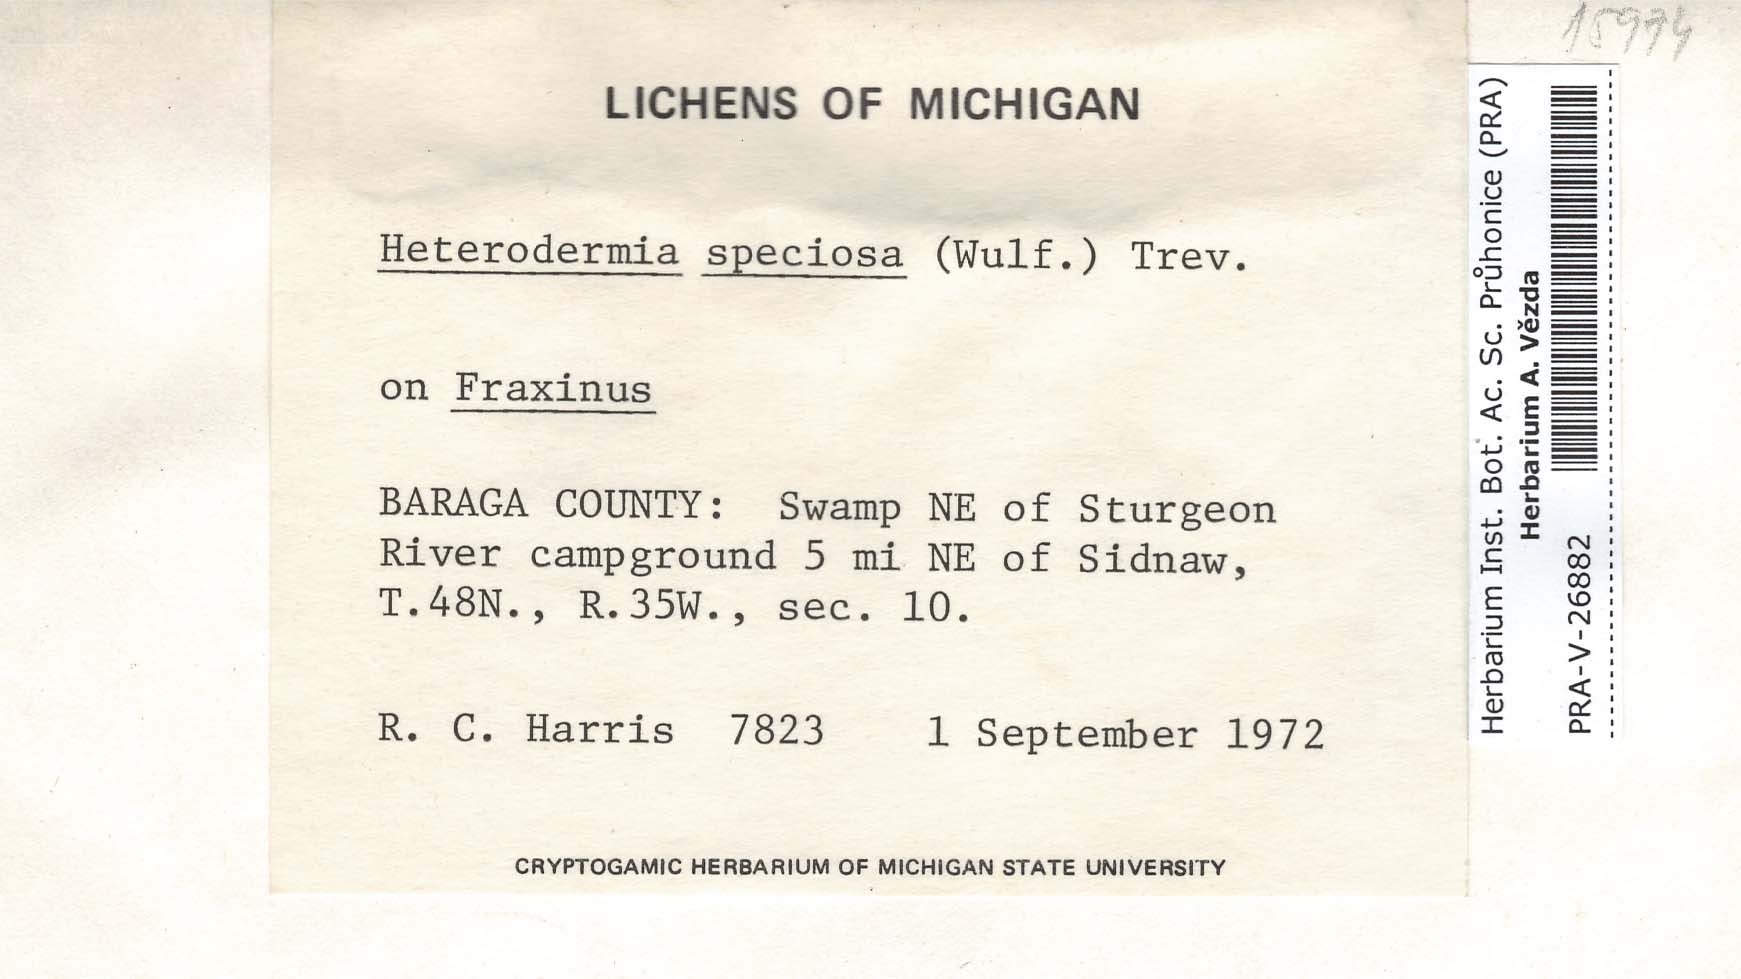 15974
LICHENS OF MICHIGAN
Heterodermia speciosa (Wulf.) Trev.
on Fraxinus
BARAGA COUNTY: Swamp NE of Sturgeon
River campground 5 mi NE of Sidnaw,
T.48N., R.35W., sec. 10.
R. C. Harris 7823 1 September 1972
CRYPTOGAMIC HERBARIUM OF MICHIGAN STATE UNIVERSITY
Herbarium Inst. Bot. Ac. Sc. Průhonice (PRA)
Herbarium A. Vězda
PRA-V-26882